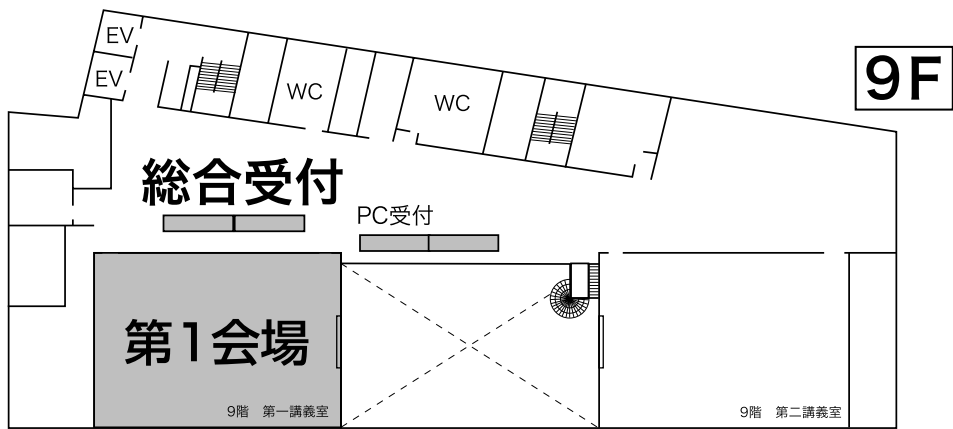 EV
EV
WC
WC
9F
総合受付
PC受付
第1会場
9階　第一講義室
9階　第二講義室